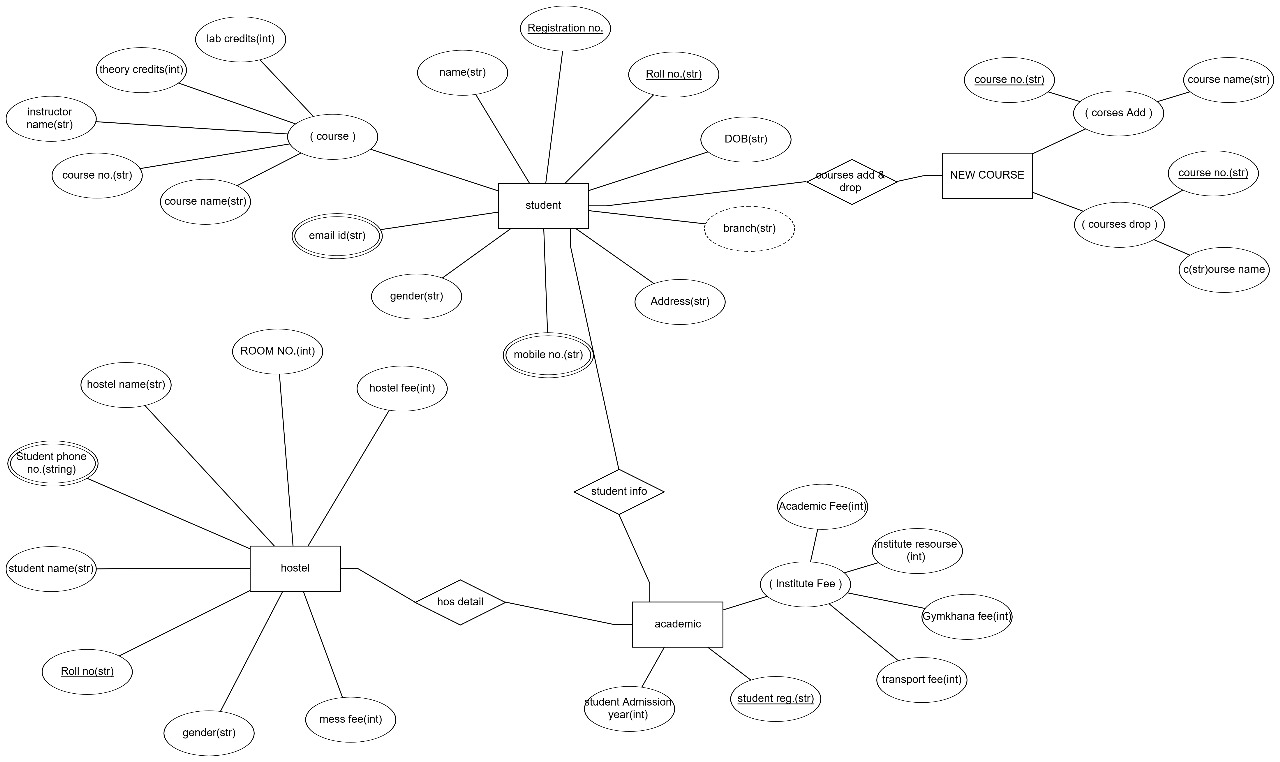 Registration no.
lab credits(int)
name(str)
Roll no.(str)
theory credits(int)
course no.(str)
course name(str)
instructor
name(str)
( corses Add )
( course )
DOB(str)
course no.(str)
courses add &
drop
NEW COURSE
course no.(str)
course name(str)
student
email id(str)
branch(str)
( courses drop )
c(str)ourse name
gender(str)
Address(str)
mobile no.(str)
ROOM NO.(int)
hostel name(str)
hostel fee(int)
Student phone
no.(string)
student info
Academic Fee(int)
institute resourse
(int)
student name(str)
hostel
( Institute Fee )
hos detail
Gymkhana fee(int)
academic
Roll no(str)
transport fee(int)
student Admission
year(int)
student reg.(str)
mess fee(int)
gender(str)